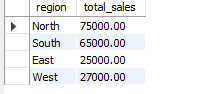 region total_sales
North 75000.00
South 65000.00
East 25000.00
West 27000.00